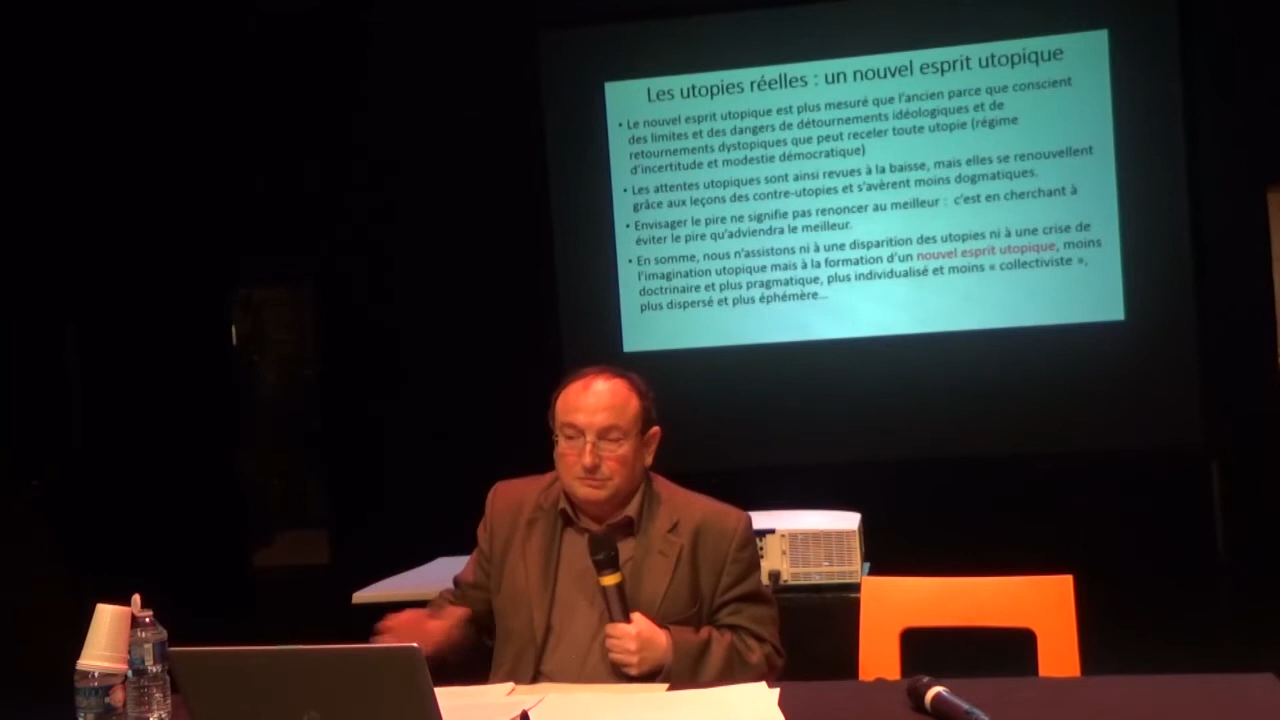 Les utopies réelles : un nouvel esprit utopique
• Le nouvel esprit utopique est plus mesuré que l'ancien parce que conscient
des limites et des dangers de détournements idéologiques et de
retournements dystopiques que peut receler toute utopie (régime
d'incertitude et modestie démocratique)
• Les attentes utopiques sont ainsi revues à la baisse, mais elles se renouvellent
grâce aux leçons des contre-utopies et s'avèrent moins dogmatiques.
• Envisager le pire ne signifie pas renoncer au meilleur : c'est en cherchant à
éviter le pire qu'adviendra le meilleur.
• En somme, nous n'assistons ni à une disparition des utopies ni à une crise de
l'imagination utopique mais à la formation d'un nouvel esprit utopique, moins
doctrinaire et plus pragmatique, plus individualisé et moins « collectiviste »,
plus dispersé et plus éphémère...